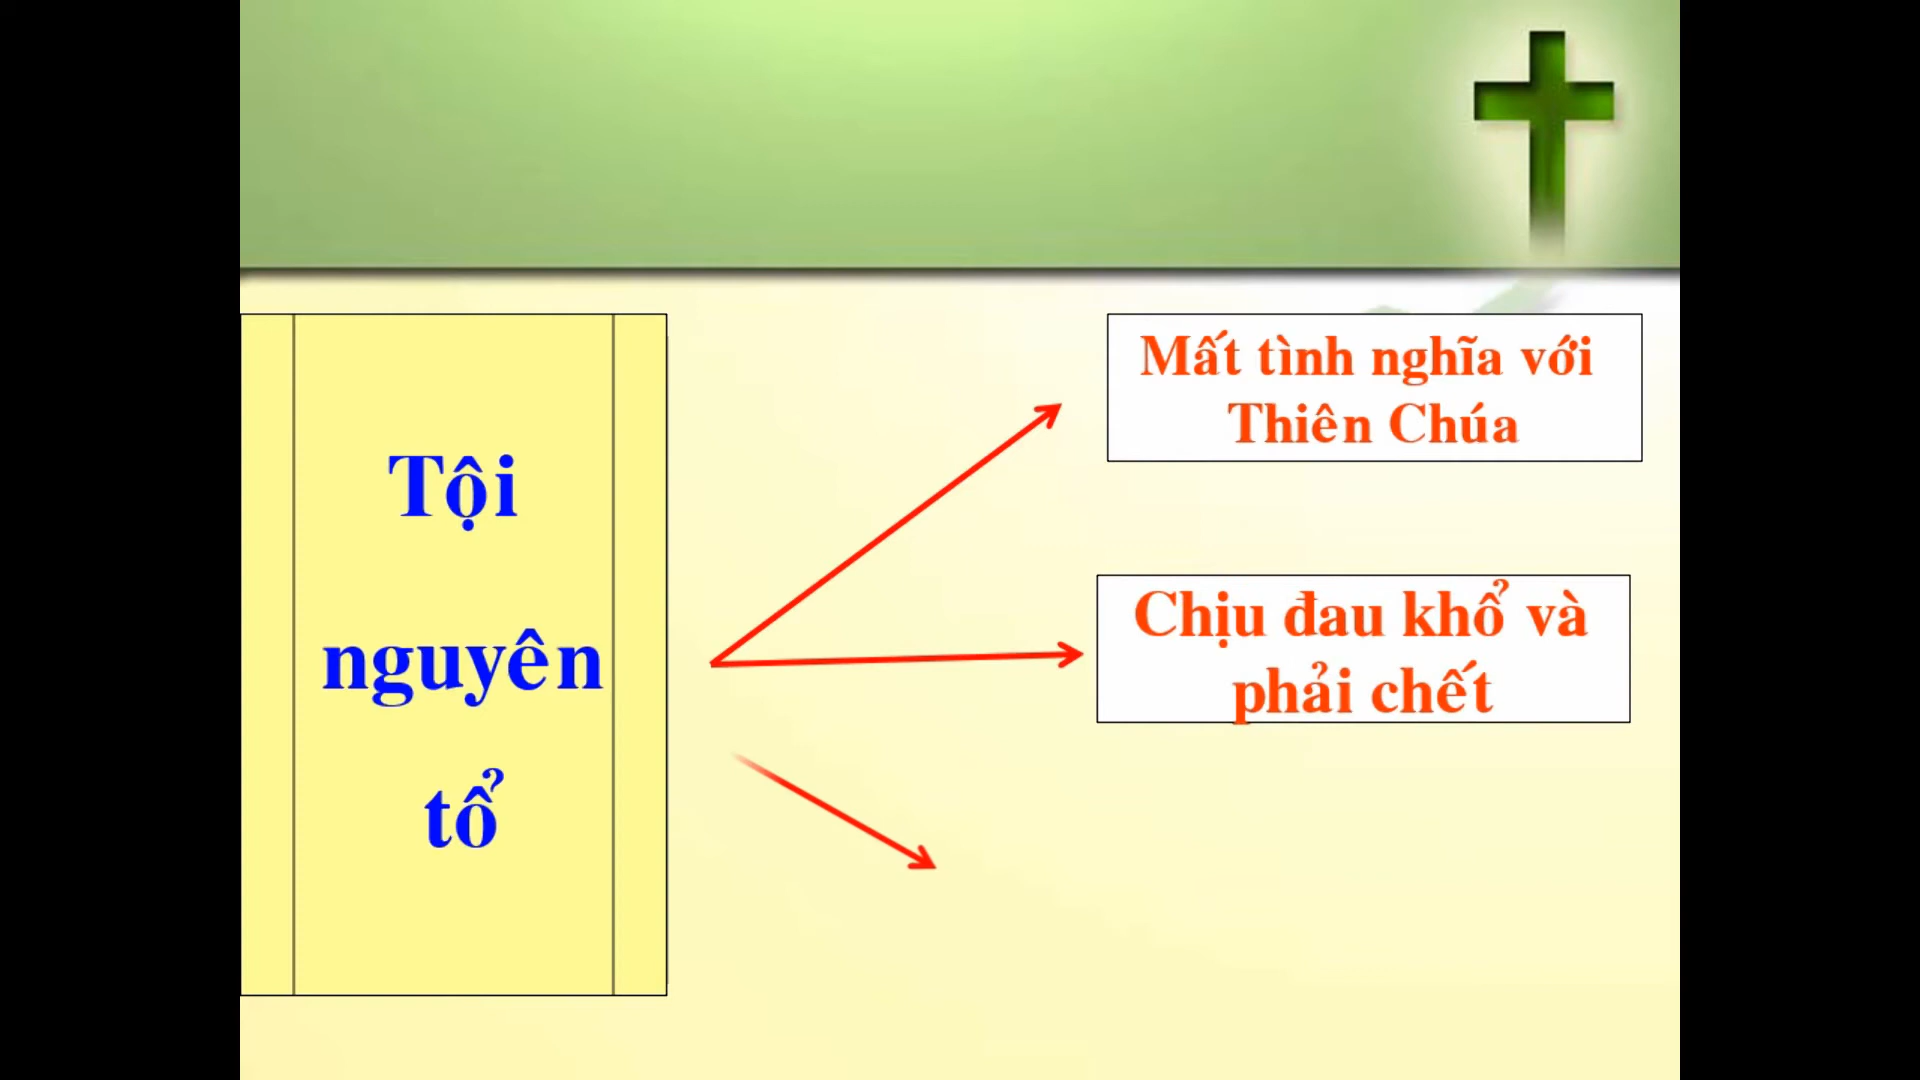 Tội
nguyên
tổ
Mất tình nghĩa với
Thiên Chúa
Chịu đau khổ và
phải chết